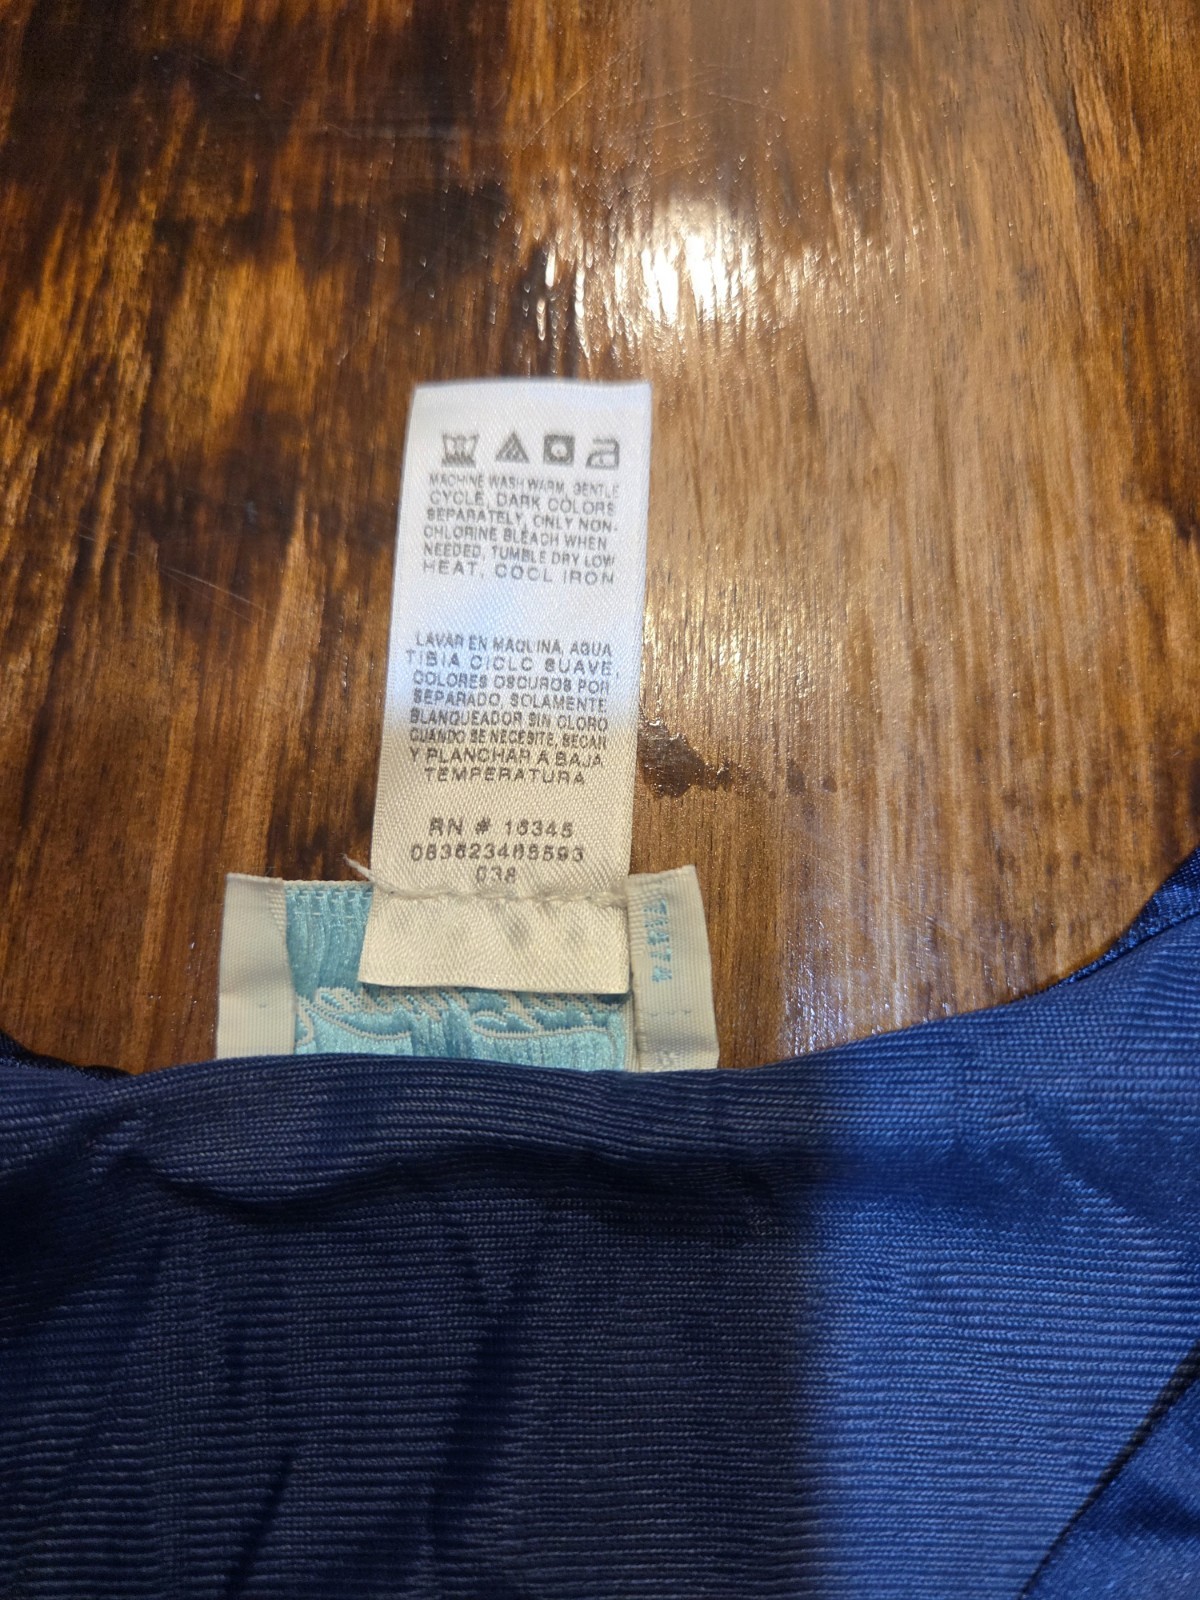 MACHINE WASH WARM, GENTLE
CYCLE, DARK COLORS
SEPARATELY, ONLY NON-
CHLORINE BLEACH WHEN
NEEDED, TUMBLE DRY LOW
HEAT, COOL IRON
LAVAR EN MAQUINA, AGUA
TIBIA CICLO SUAVE,
COLORES OSCUROS POR
SEPARADO, SOLAMENTE
BLANQUEADOR SIN CLORO
CUANDO SE NECESITE, SECAR
Y PLANCHAR A BAJA
TEMPERATURA
RN # 16345
038